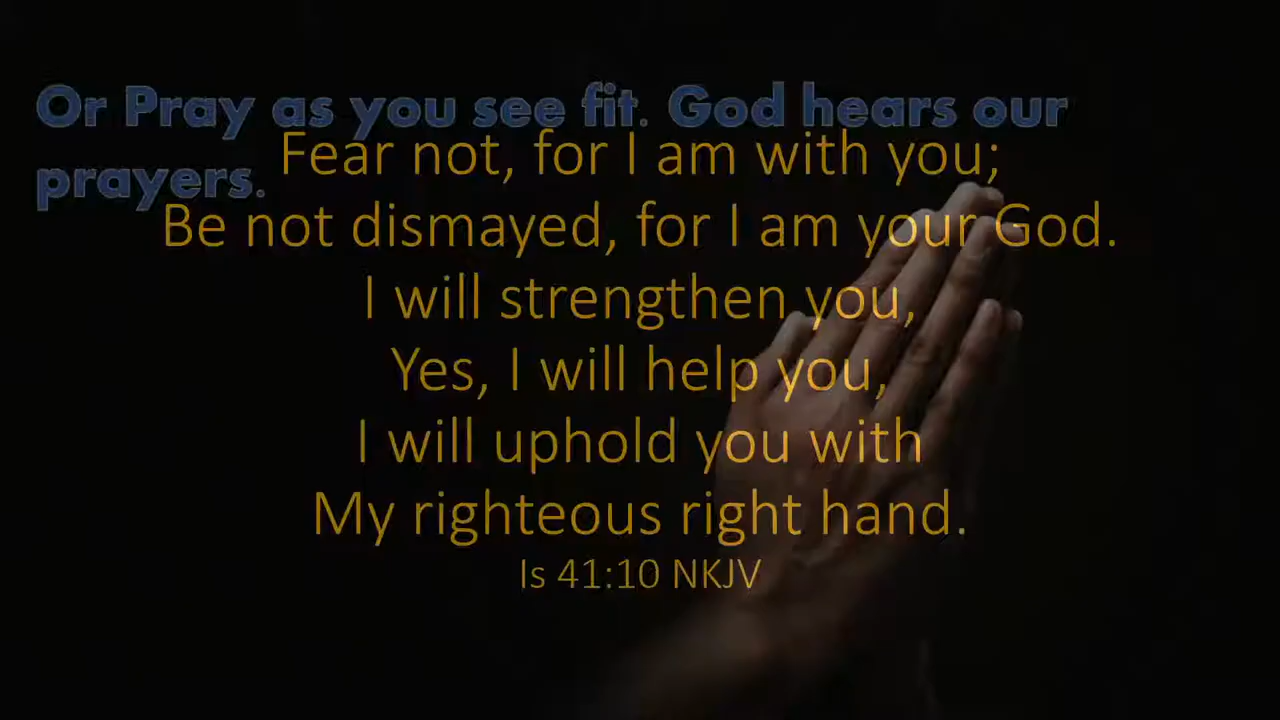 Or Pray as you see fit. God hears our
prayers.
Fear not, for I am with you;
Be not dismayed, for I am your God.
I will strengthen you,
Yes, I will help you,
I will uphold you with
My righteous right hand.
Is 41:10 NKJV